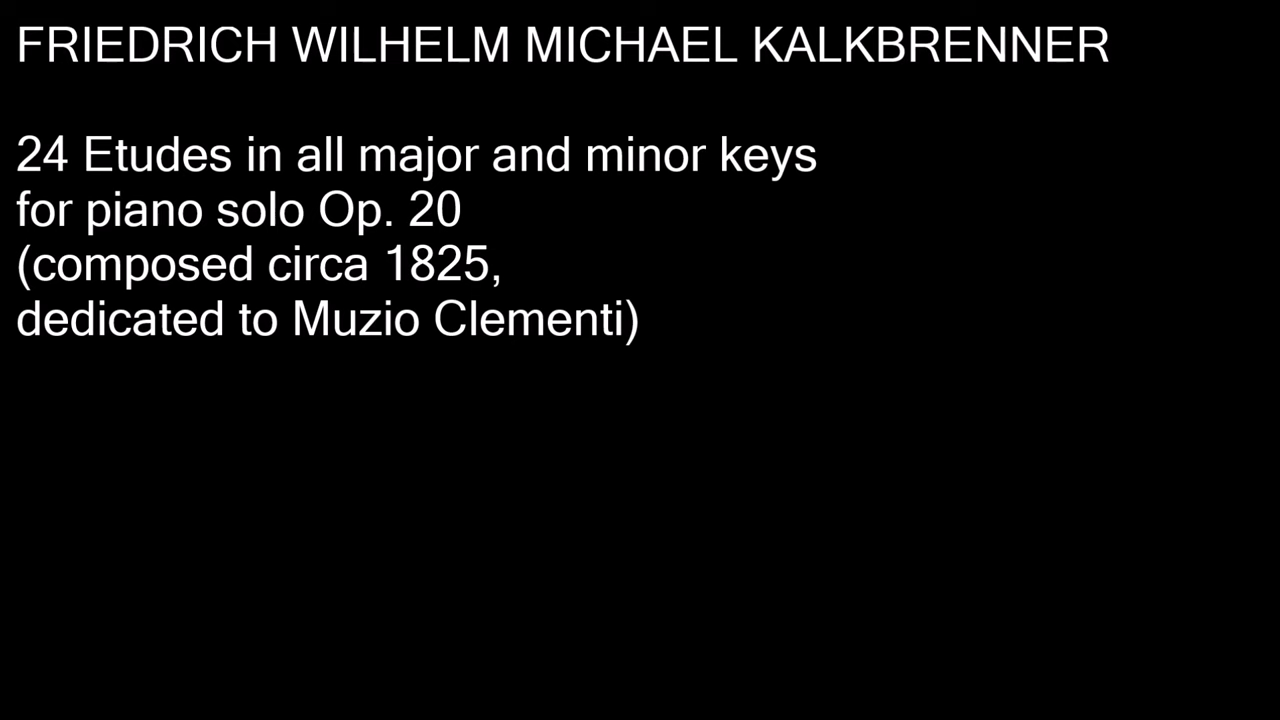 FRIEDRICH WILHELM MICHAEL KALKBRENNER
24 Etudes in all major and minor keys
for piano solo Op. 20
(composed circa 1825,
dedicated to Muzio Clementi)